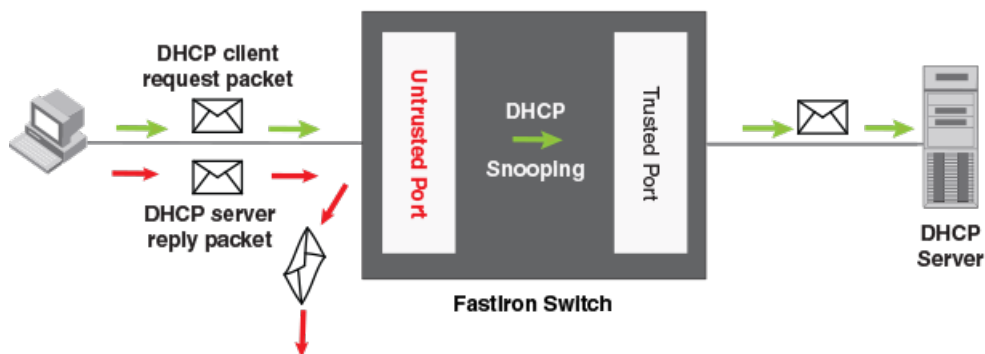 DHCP client
request packet
DHCP server
reply packet
Untrusted Port
DHCP
Snooping
Trusted Port
FastIron Switch
DHCP
Server